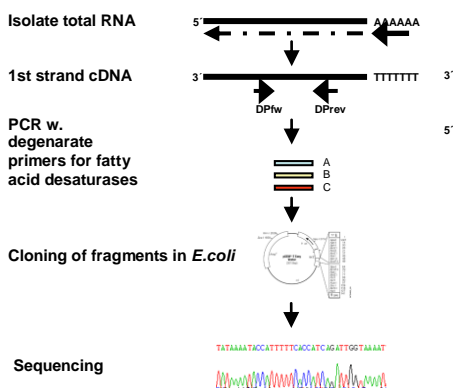 Isolate total RNA
5´ AAAAAA
1st strand cDNA
3´ TTTTTTT 3´
DPfw DPrev
PCR w.
degenarate
primers for fatty
acid desaturases
5´
A
B
C
Cloning of fragments in E.coli
TATAAAATACCATTTTTCACCATCAGATTGGTAAAAT
Sequencing